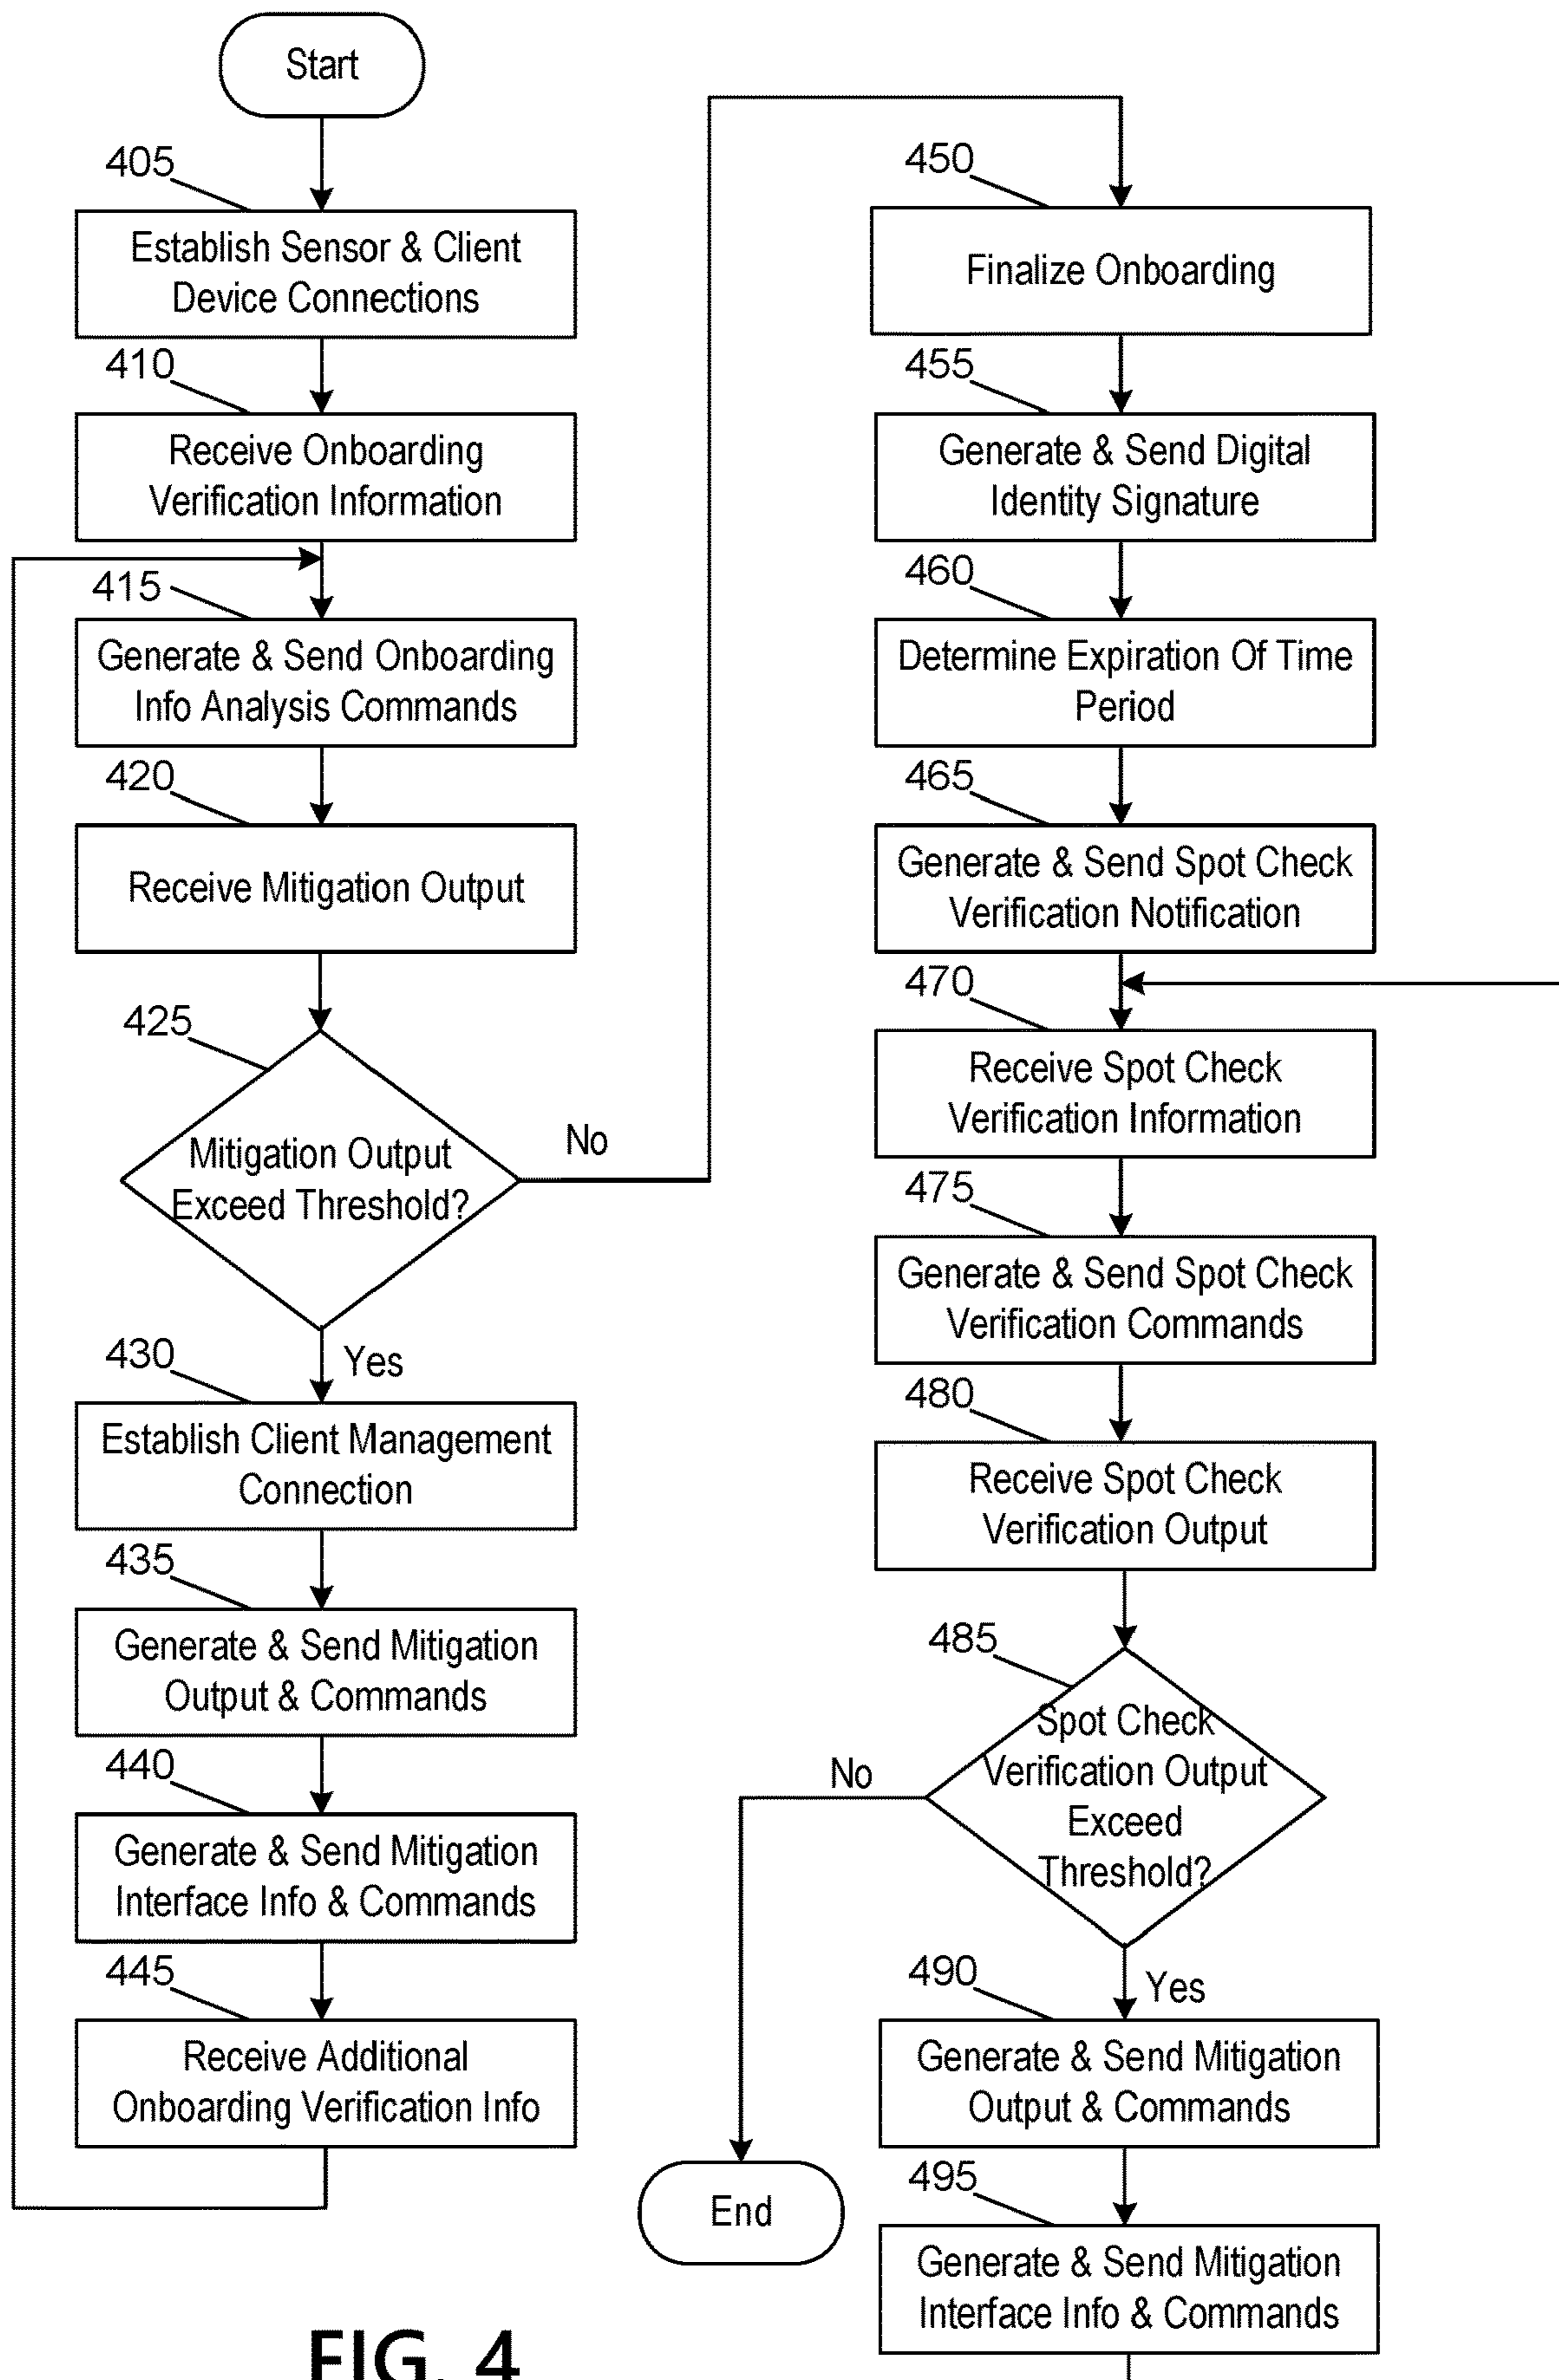 Start
405
Establish Sensor & Client
Device Connections
410
Receive Onboarding
Verification Information
415
Generate & Send Onboarding
Info Analysis Commands
420
Receive Mitigation Output
425
Mitigation Output
Exceed Threshold?
No
Yes
430
Establish Client Management
Connection
435
Generate & Send Mitigation
Output & Commands
440
Generate & Send Mitigation
Interface Info & Commands
445
Receive Additional
Onboarding Verification Info
450
Finalize Onboarding
455
Generate & Send Digital
Identity Signature
460
Determine Expiration Of Time
Period
465
Generate & Send Spot Check
Verification Notification
470
Receive Spot Check
Verification Information
475
Generate & Send Spot Check
Verification Commands
480
Receive Spot Check
Verification Output
485
Spot Check
Verification Output
Exceed
Threshold?
No
Yes
End
490
Generate & Send Mitigation
Output & Commands
495
Generate & Send Mitigation
Interface Info & Commands
FIG. 4